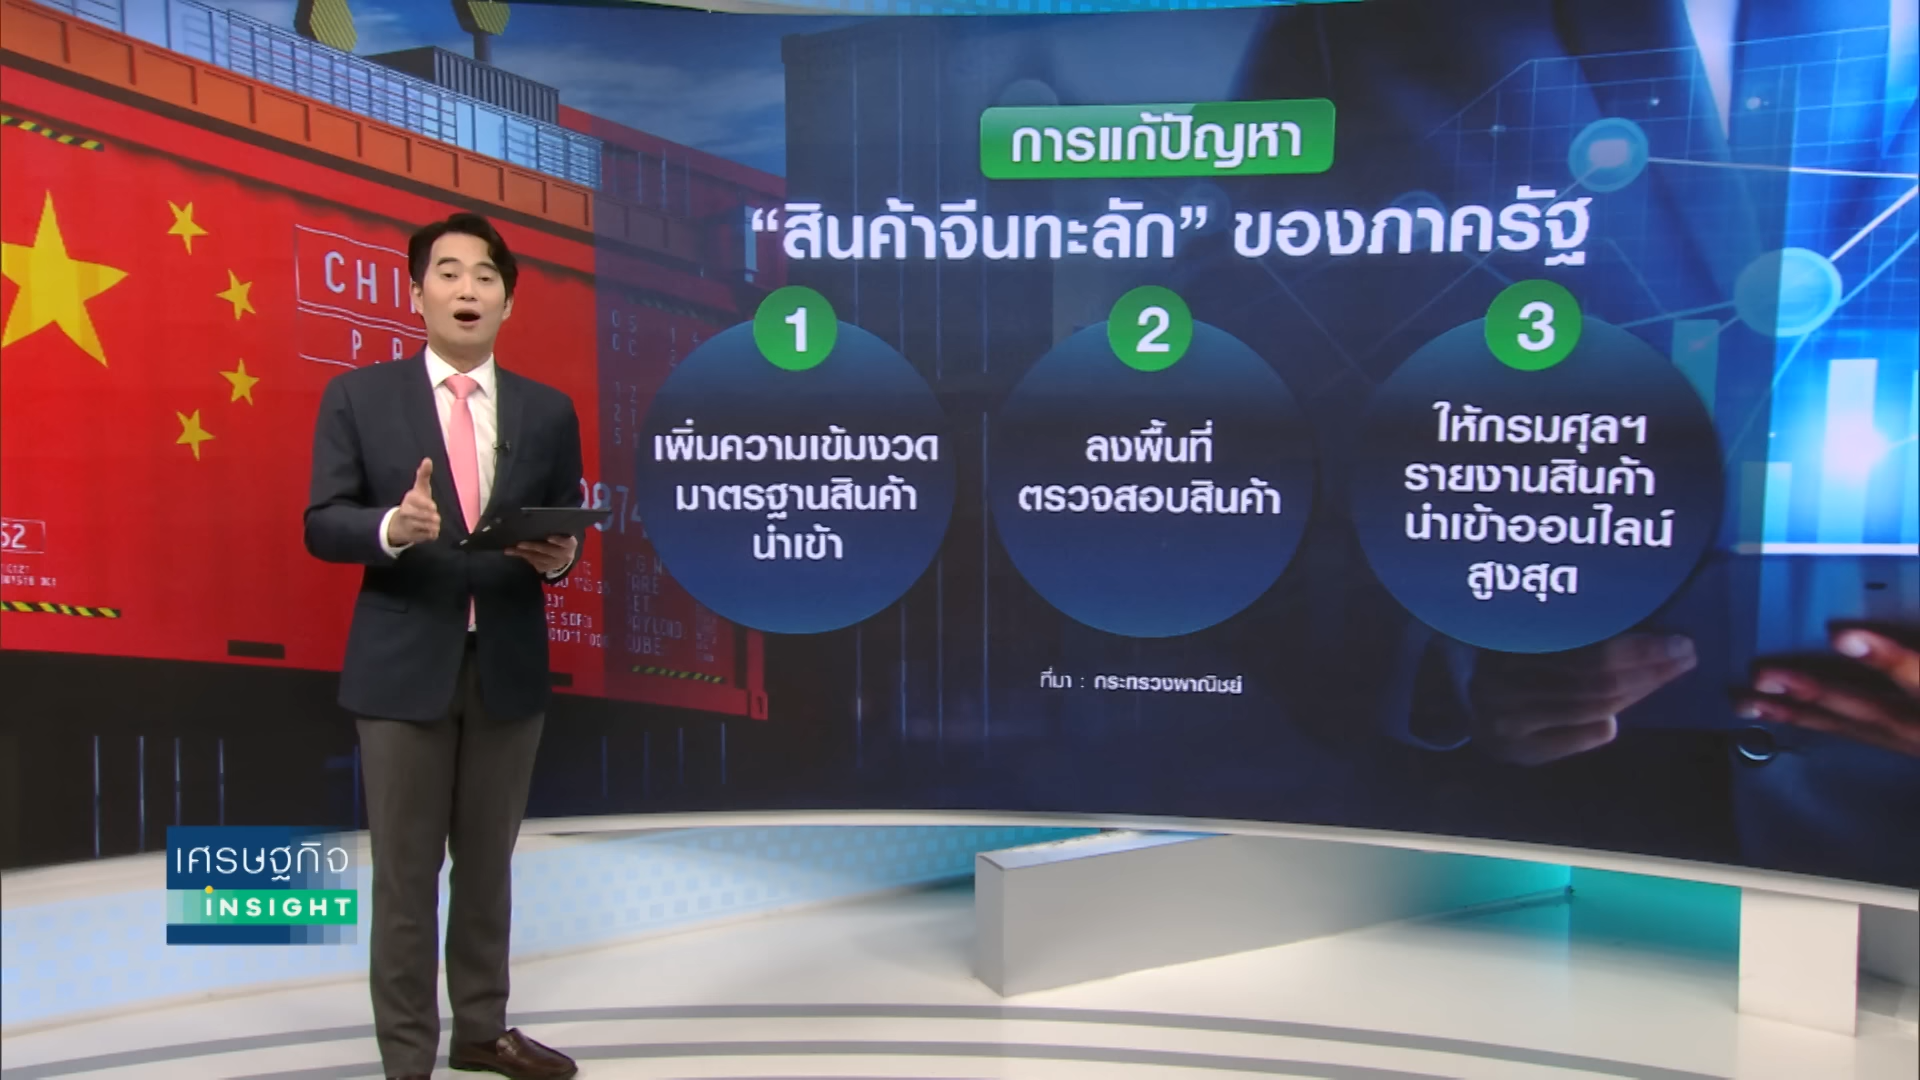 การแก้ปัญหา
“สินค้าจีนทะลัก” ของภาครัฐ
1
เพิ่มความเข้มงวด
มาตรฐานสินค้า
นำเข้า
2
ลงพื้นที่
ตรวจสอบสินค้า
3
ให้กรมศุลฯ
รายงานสินค้า
นำเข้าออนไลน์
สูงสุด
ที่มา : กระทรวงพาณิชย์
CHI
P.R
52
0874
เศรษฐกิจ
INSIGHT